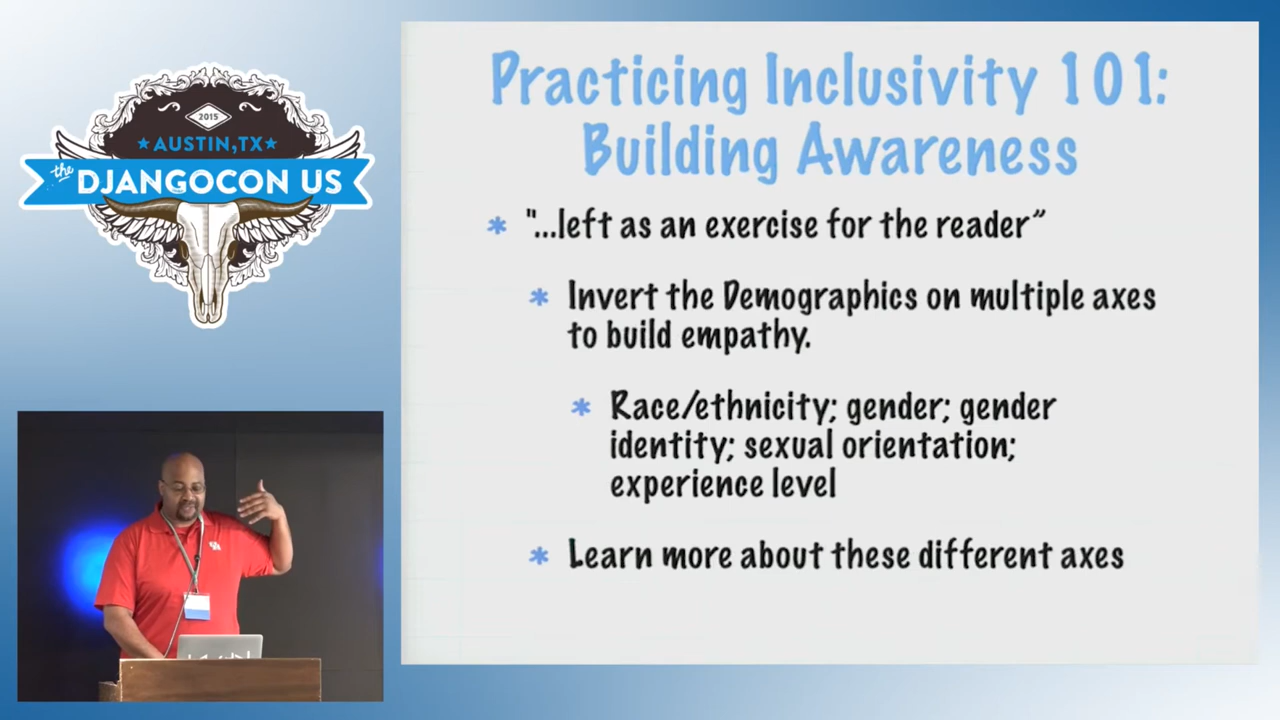 2015
★AUSTIN, TX★
the
DJANGOCON US
Practicing Inclusivity 101:
Building Awareness
* "...left as an exercise for the reader”
* Invert the Demographics on multiple axes
to build empathy.
* Race/ethnicity; gender; gender
identity; sexual orientation;
experience level
* Learn more about these different axes